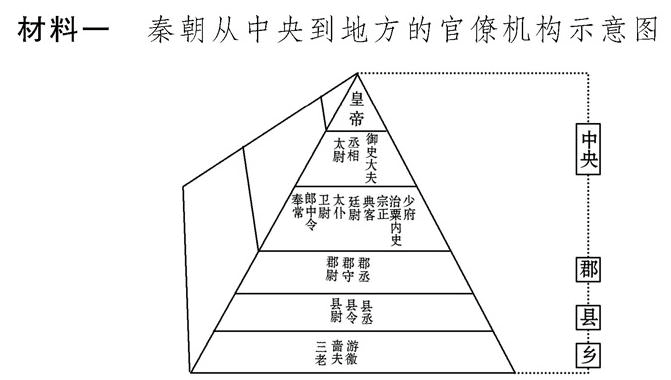 材料一 秦朝从中央到地方的官僚机构示意图
皇帝
太尉 丞相 御史大夫
奉常 郎中令 卫尉 太仆 廷尉 典客 宗正 治粟内史 少府
郡尉 郡守 郡丞
县尉 县令 县丞
三老 啬夫 游徼
中央
郡
县
乡